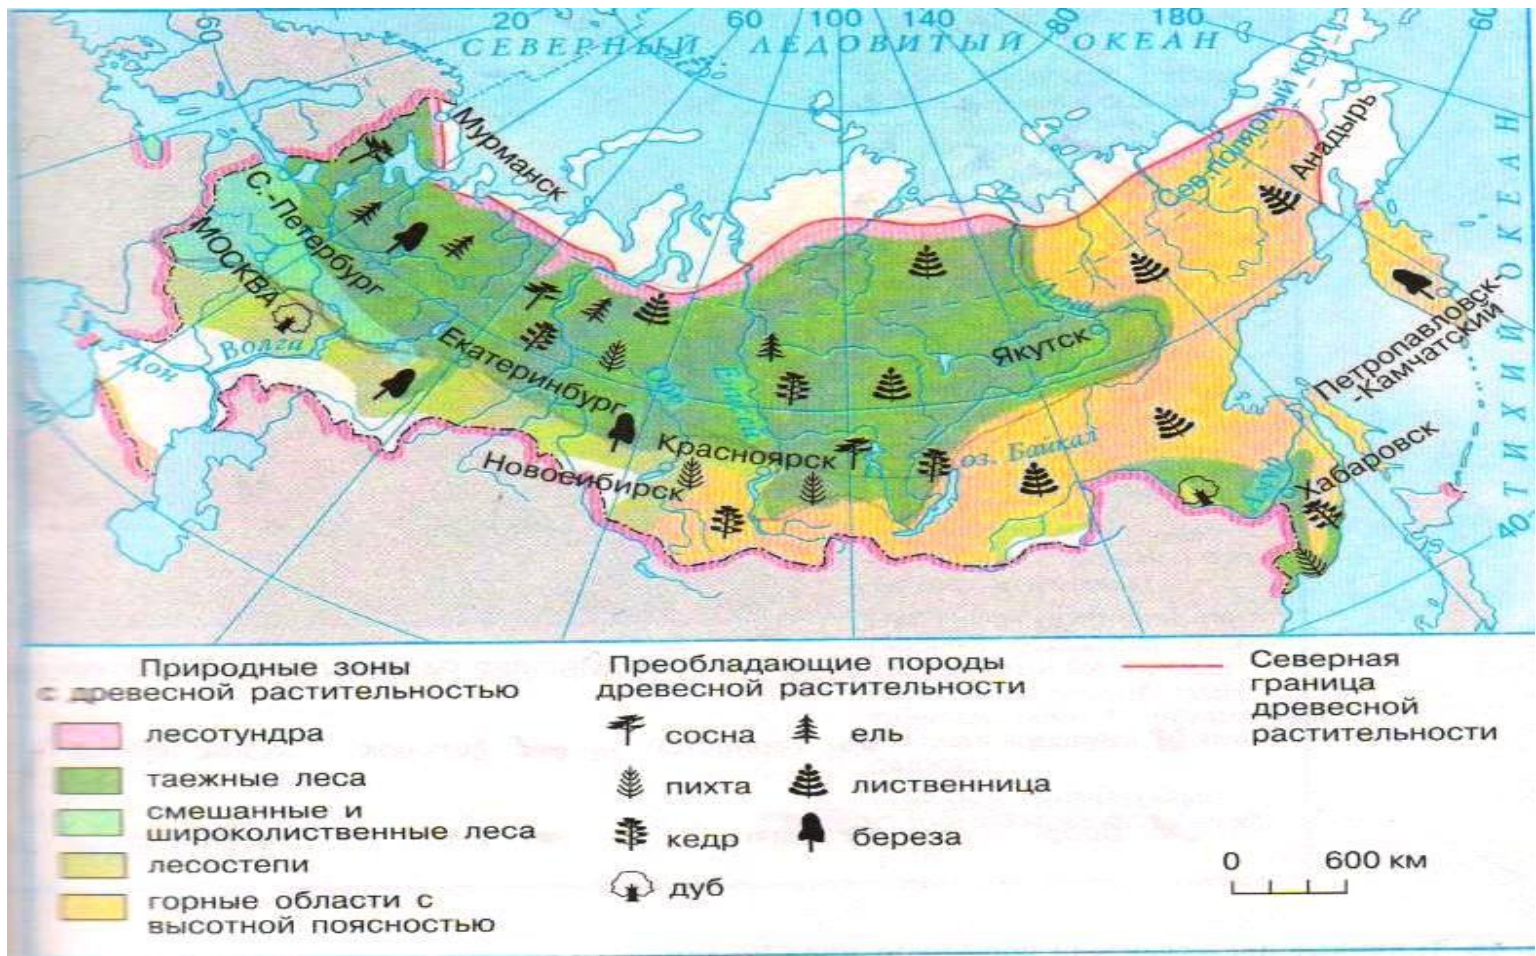 20
60
100
140
80
180
60
60
СЕВЕРНЫЙ ЛЕДОВИТЫЙ ОКЕАН
Сев. полярный круг
Анадырь
Мурманск
С.-Петербург
МОСКВА
ТИХИЙ ОКЕАН
Петропавловск-
-Камчатский
Якутск
Дон
Волга
Екатеринбург
Обь
Енисей
Красноярск
оз. Байкал
Новосибирск
Амур
Хабаровск
40
Природные зоны
с древесной растительностью
лесотундра
таежные леса
смешанные и
широколиственные леса
лесостепи
горные области с
высотной поясностью
Преобладающие породы
древесной растительности
сосна
ель
пихта
лиственница
кедр
береза
дуб
Северная
граница
древесной
растительности
0 600 км